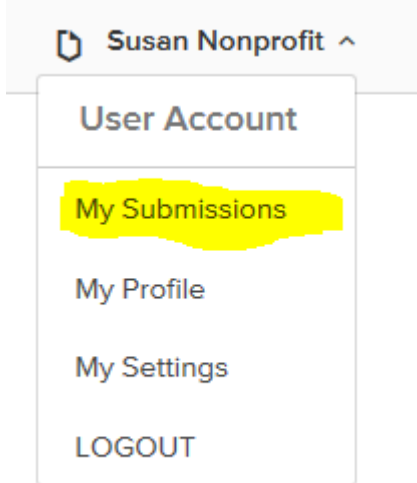 Susan Nonprofit
User Account
My Submissions
My Profile
My Settings
LOGOUT